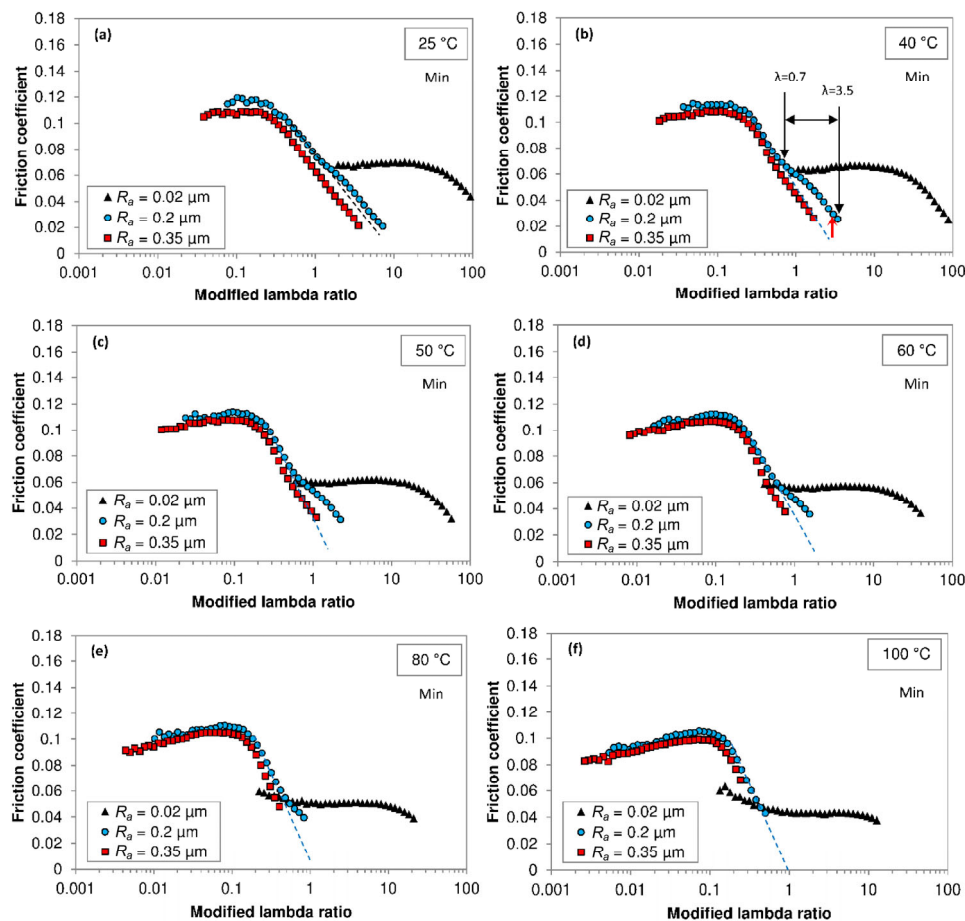 (a)
25 °C
Min
Friction coefficient
0.18
0.16
0.14
0.12
0.1
0.08
0.06
0.04
0.02
0
▲ Rₐ = 0.02 µm
● Rₐ = 0.2 µm
■ Rₐ = 0.35 µm
0.001 0.01 0.1 1 10 100
Modified lambda ratio
(b)
40 °C
Min
λ=0.7
λ=3.5
Friction coefficient
0.18
0.16
0.14
0.12
0.1
0.08
0.06
0.04
0.02
0
▲ Rₐ = 0.02 µm
● Rₐ = 0.2 µm
■ Rₐ = 0.35 µm
0.001 0.01 0.1 1 10 100
Modified lambda ratio
(c)
50 °C
Min
Friction coefficient
0.18
0.16
0.14
0.12
0.1
0.08
0.06
0.04
0.02
0
▲ Rₐ = 0.02 µm
● Rₐ = 0.2 µm
■ Rₐ = 0.35 µm
0.001 0.01 0.1 1 10 100
Modified lambda ratio
(d)
60 °C
Min
Friction coefficient
0.18
0.16
0.14
0.12
0.1
0.08
0.06
0.04
0.02
0
▲ Rₐ = 0.02 µm
● Rₐ = 0.2 µm
■ Rₐ = 0.35 µm
0.001 0.01 0.1 1 10 100
Modified lambda ratio
(e)
80 °C
Min
Friction coefficient
0.18
0.16
0.14
0.12
0.1
0.08
0.06
0.04
0.02
0
▲ Rₐ = 0.02 µm
● Rₐ = 0.2 µm
■ Rₐ = 0.35 µm
0.001 0.01 0.1 1 10 100
Modified lambda ratio
(f)
100 °C
Min
Friction coefficient
0.18
0.16
0.14
0.12
0.1
0.08
0.06
0.04
0.02
0
▲ Rₐ = 0.02 µm
● Rₐ = 0.2 µm
■ Rₐ = 0.35 µm
0.001 0.01 0.1 1 10 100
Modified lambda ratio